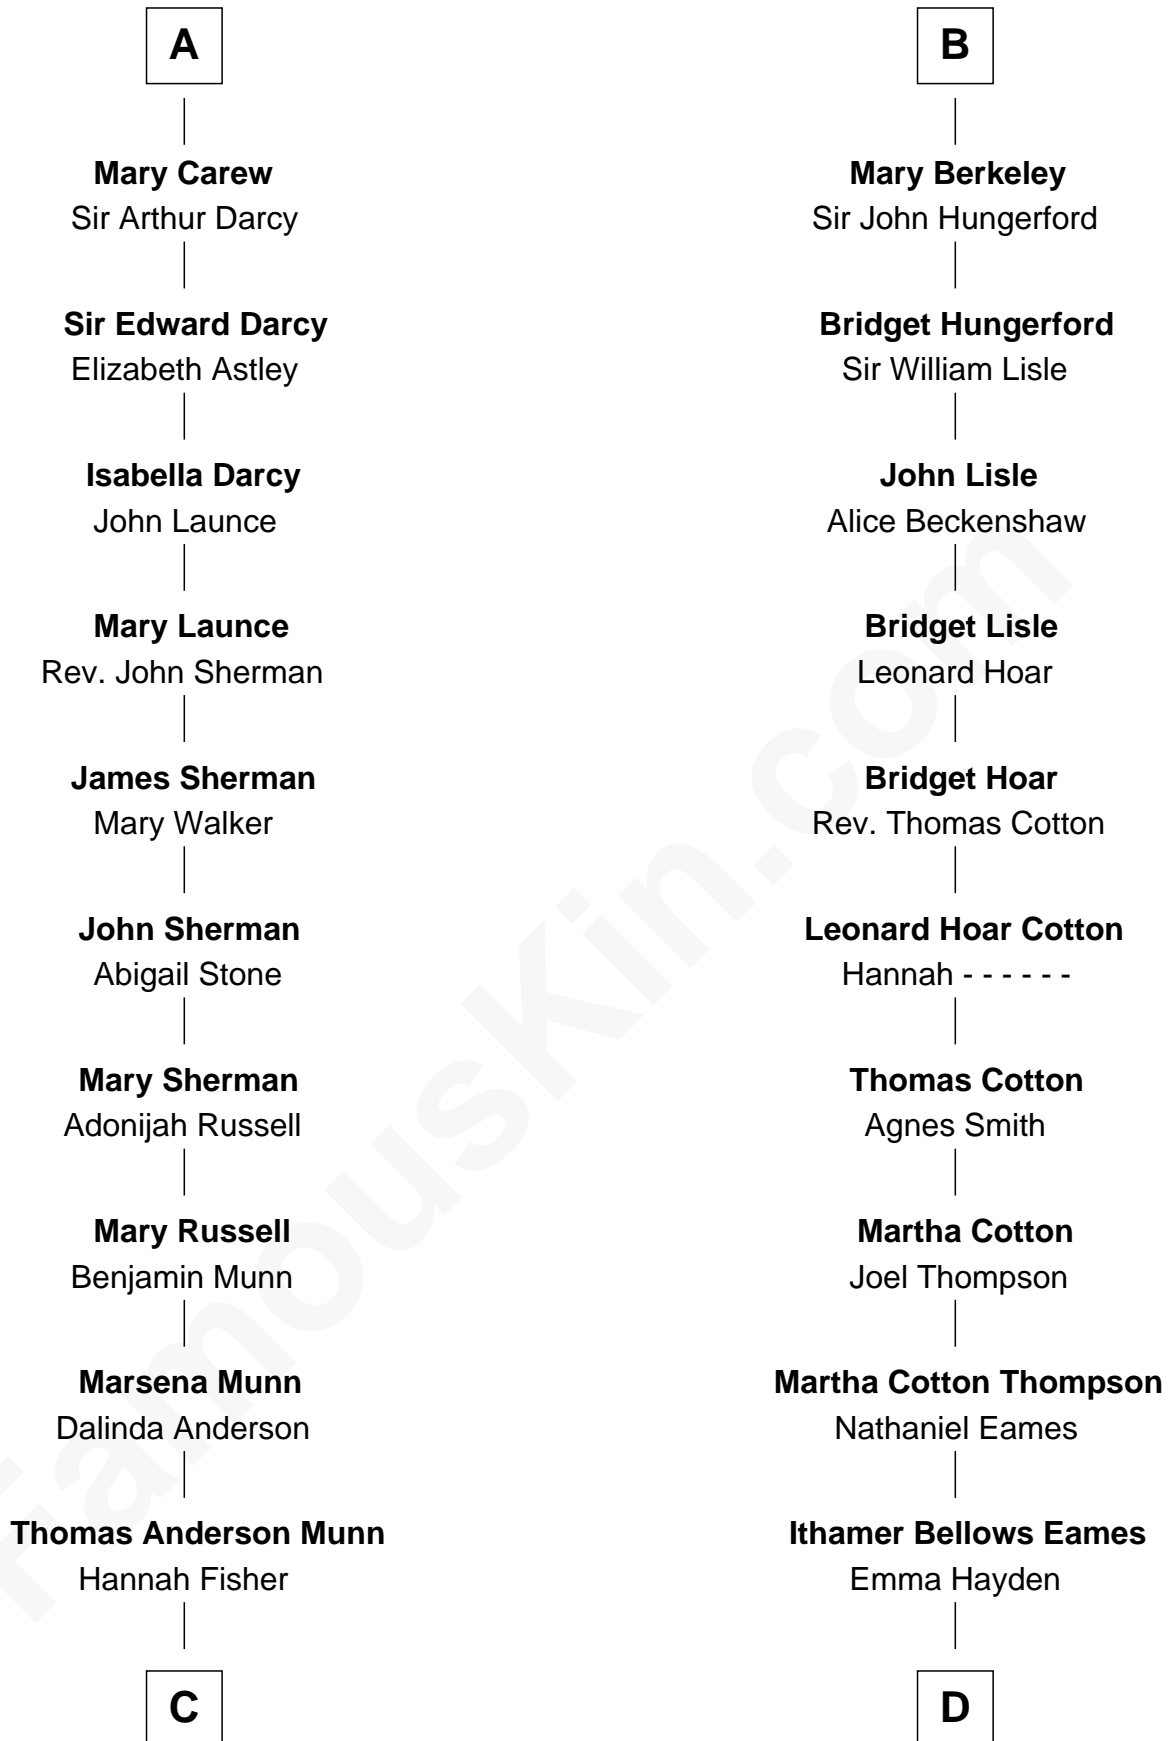 A
Mary Carew
Sir Arthur Darcy
Sir Edward Darcy
Elizabeth Astley
Isabella Darcy
John Launce
Mary Launce
Rev. John Sherman
James Sherman
Mary Walker
John Sherman
Abigail Stone
Mary Sherman
Adonijah Russell
Mary Russell
Benjamin Munn
Marsena Munn
Dalinda Anderson
Thomas Anderson Munn
Hannah Fisher
C
B
Mary Berkeley
Sir John Hungerford
Bridget Hungerford
Sir William Lisle
John Lisle
Alice Beckenshaw
Bridget Lisle
Leonard Hoar
Bridget Hoar
Rev. Thomas Cotton
Leonard Hoar Cotton
Hannah - - - - - -
Thomas Cotton
Agnes Smith
Martha Cotton
Joel Thompson
Martha Cotton Thompson
Nathaniel Eames
Ithamer Bellows Eames
Emma Hayden
D
FamousKin.com